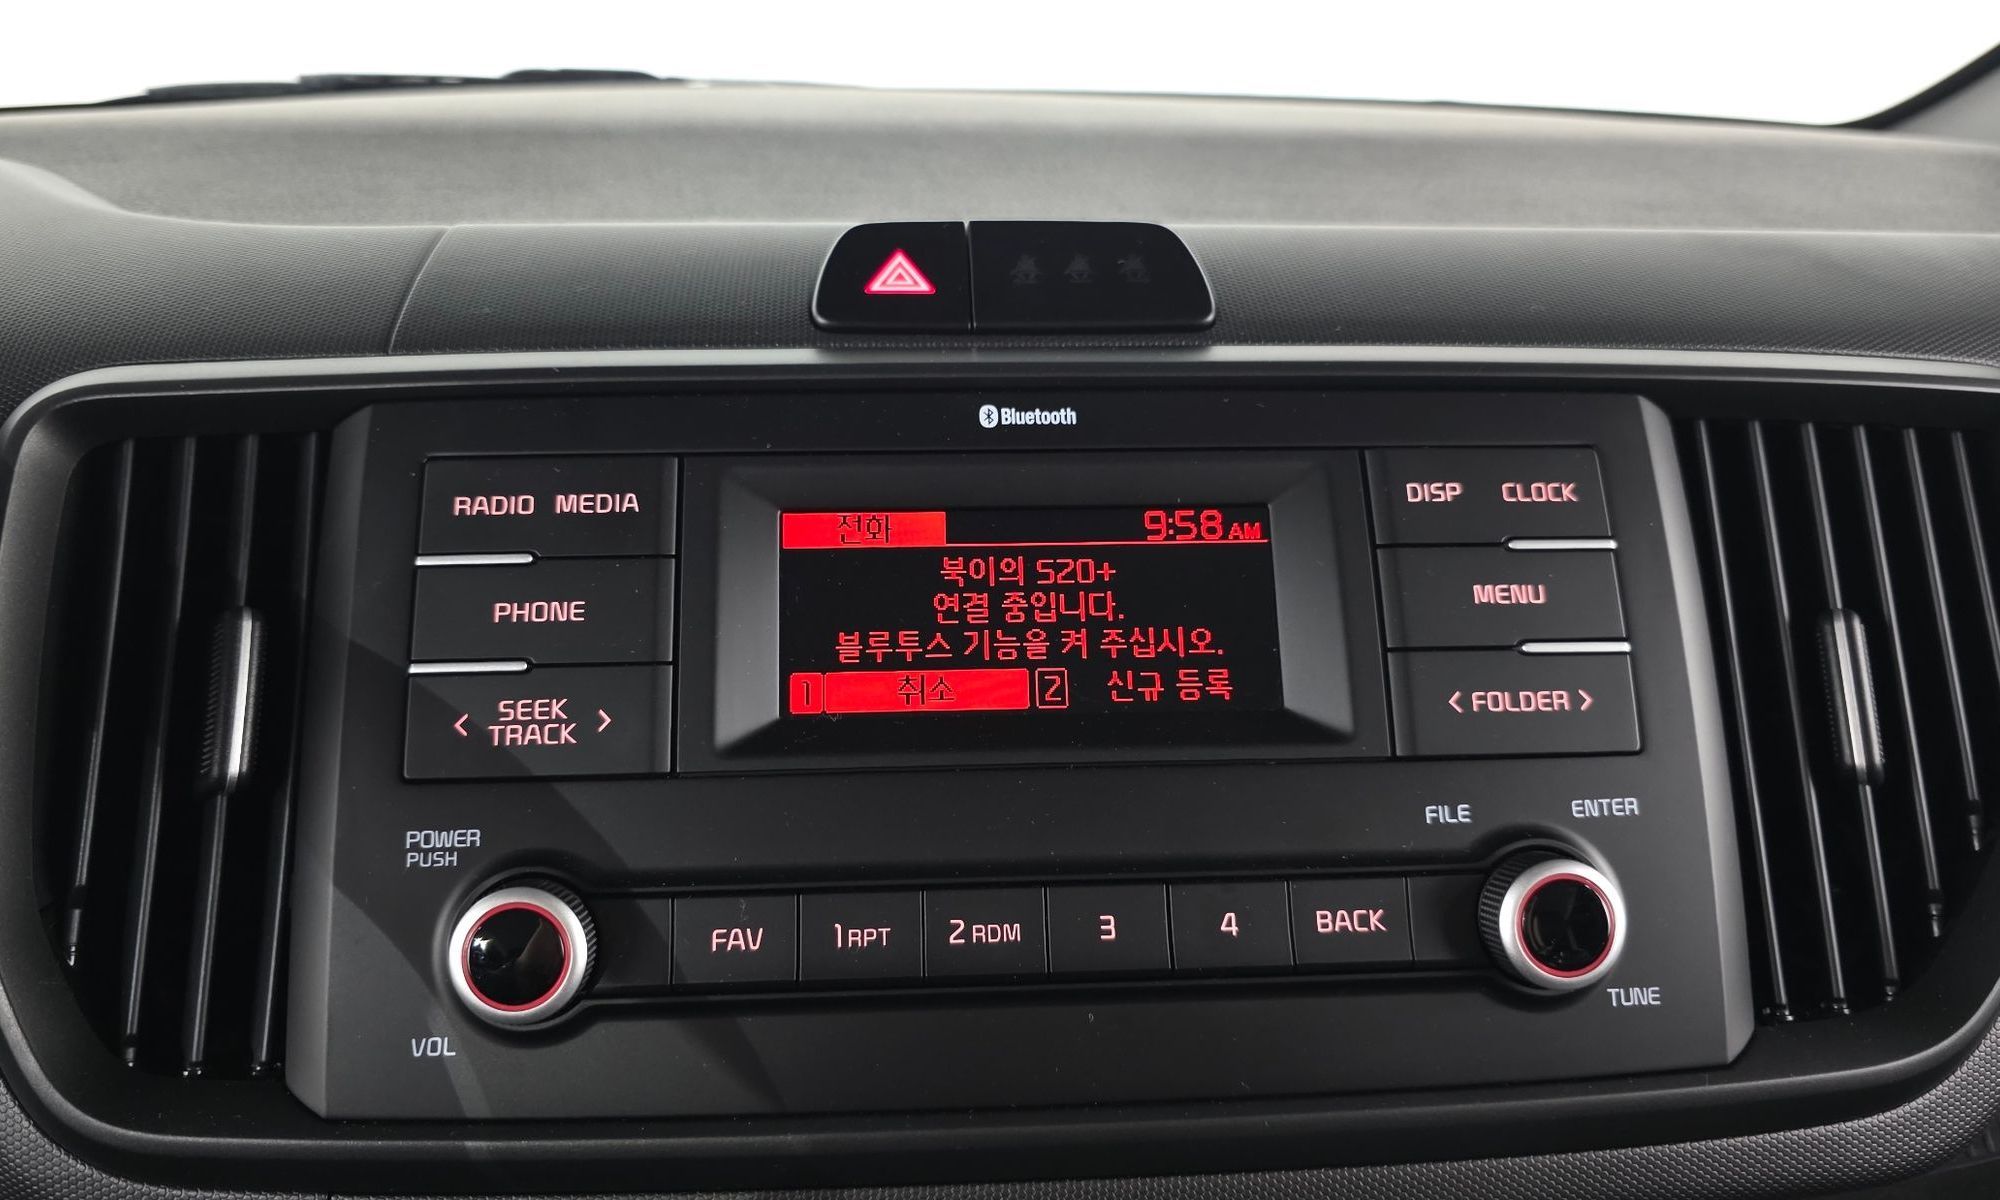 Bluetooth
RADIO MEDIA
PHONE
< SEEK TRACK >
전화 9:58 AM
북이의 S20+
연결 중입니다.
블루투스 기능을 켜 주십시오.
1 취소 2 신규 등록
DISP CLOCK
MENU
< FOLDER >
POWER
PUSH
VOL
FAV 1 RPT 2 RDM 3 4 BACK
FILE ENTER
TUNE